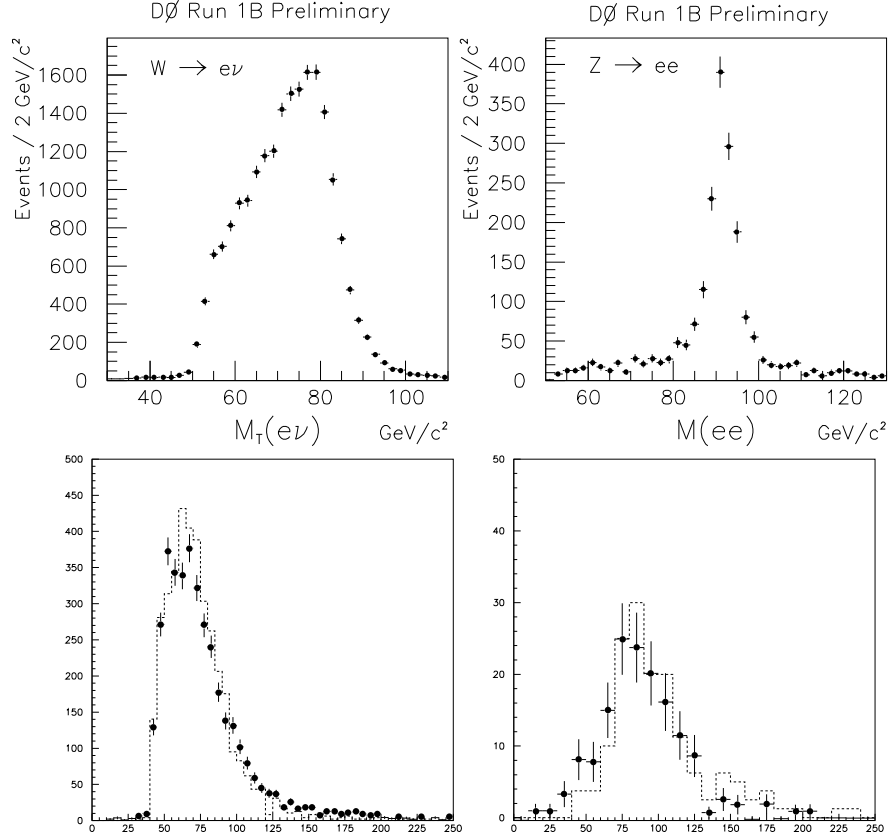 DØ Run 1B Preliminary
DØ Run 1B Preliminary
W → eν
Z → ee
Events / 2 GeV/c²
1600
1400
1200
1000
800
600
400
200
0
40 60 80 100
M_T(eν) GeV/c²
Events / 2 GeV/c²
400
350
300
250
200
150
100
50
0
60 80 100 120
M(ee) GeV/c²
500
450
400
350
300
250
200
150
100
50
0
0 25 50 75 100 125 150 175 200 225 250
50
40
30
20
10
0
0 25 50 75 100 125 150 175 200 225 250